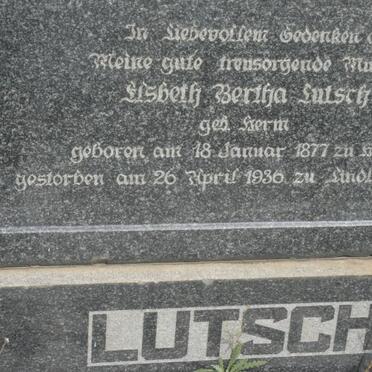 In Liebevollem Gedenken
Meine gute treusorgende
Elsbeth Bertha Lutsch
geb. Herm
geboren am 18 Januar 1877 zu
gestorben am 26 April 1936 zu
LUTSCH